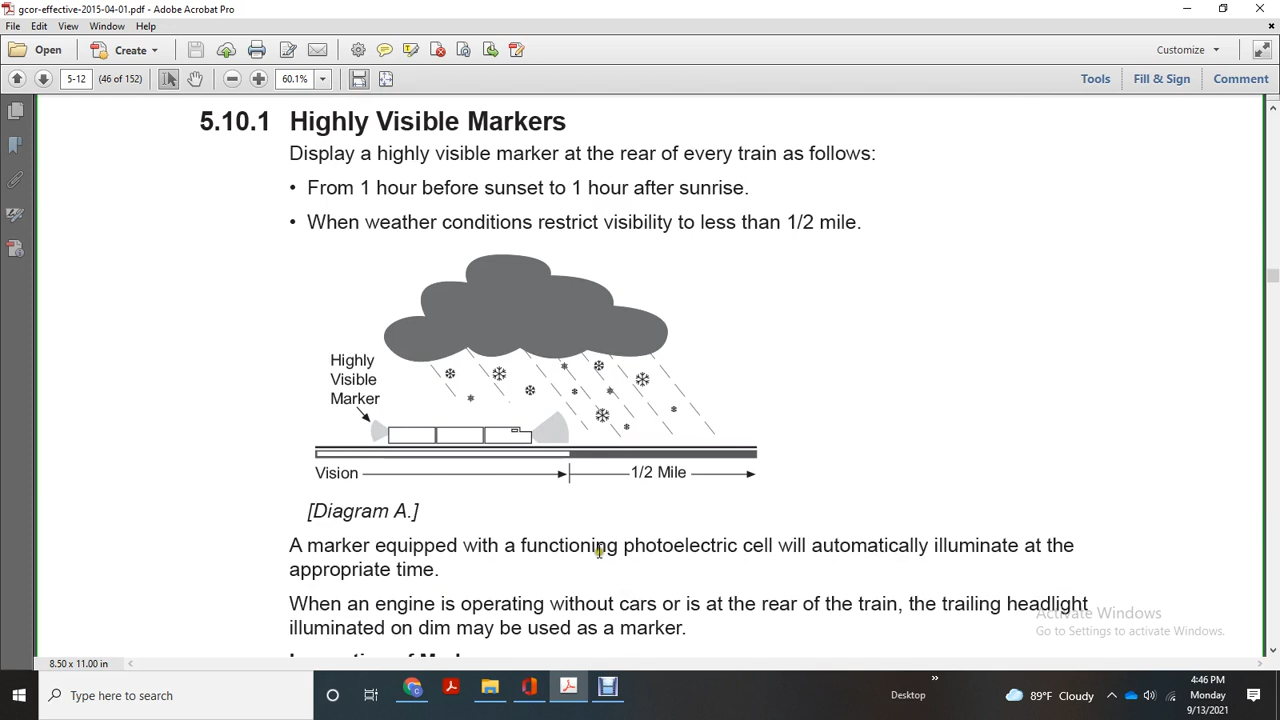 gcor-effective-2015-04-01.pdf - Adobe Acrobat Pro
File Edit View Window Help
Open Create Customize
5-12 (46 of 152) 60.1% Tools Fill & Sign Comment
5.10.1 Highly Visible Markers
Display a highly visible marker at the rear of every train as follows:
• From 1 hour before sunset to 1 hour after sunrise.
• When weather conditions restrict visibility to less than 1/2 mile.
Highly
Visible
Marker
Vision 1/2 Mile
[Diagram A.]
A marker equipped with a functioning photoelectric cell will automatically illuminate at the
appropriate time.
When an engine is operating without cars or is at the rear of the train, the trailing headlight
illuminated on dim may be used as a marker.
Activate Windows
Go to Settings to activate Windows.
8.50 x 11.00 in
Type here to search
Desktop
89°F Cloudy
4:46 PM
Monday
9/13/2021